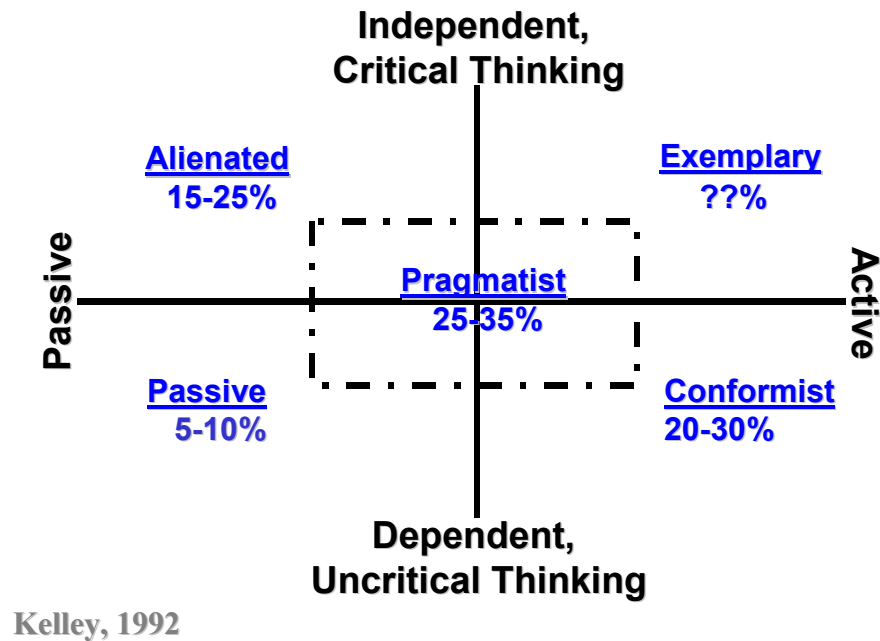 Independent,
Critical Thinking
Alienated
15-25%
Exemplary
??%
Passive
Pragmatist
25-35%
Active
Passive
5-10%
Conformist
20-30%
Dependent,
Uncritical Thinking
Kelley, 1992